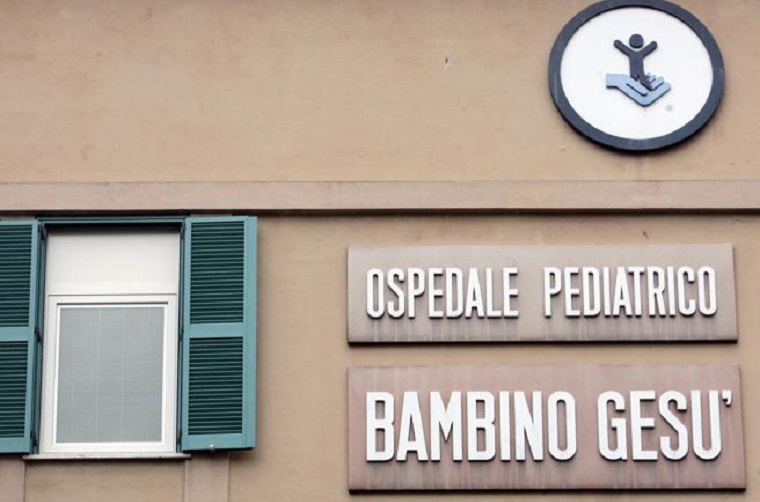 OSPEDALE PEDIATRICO
BAMBINO GESU'